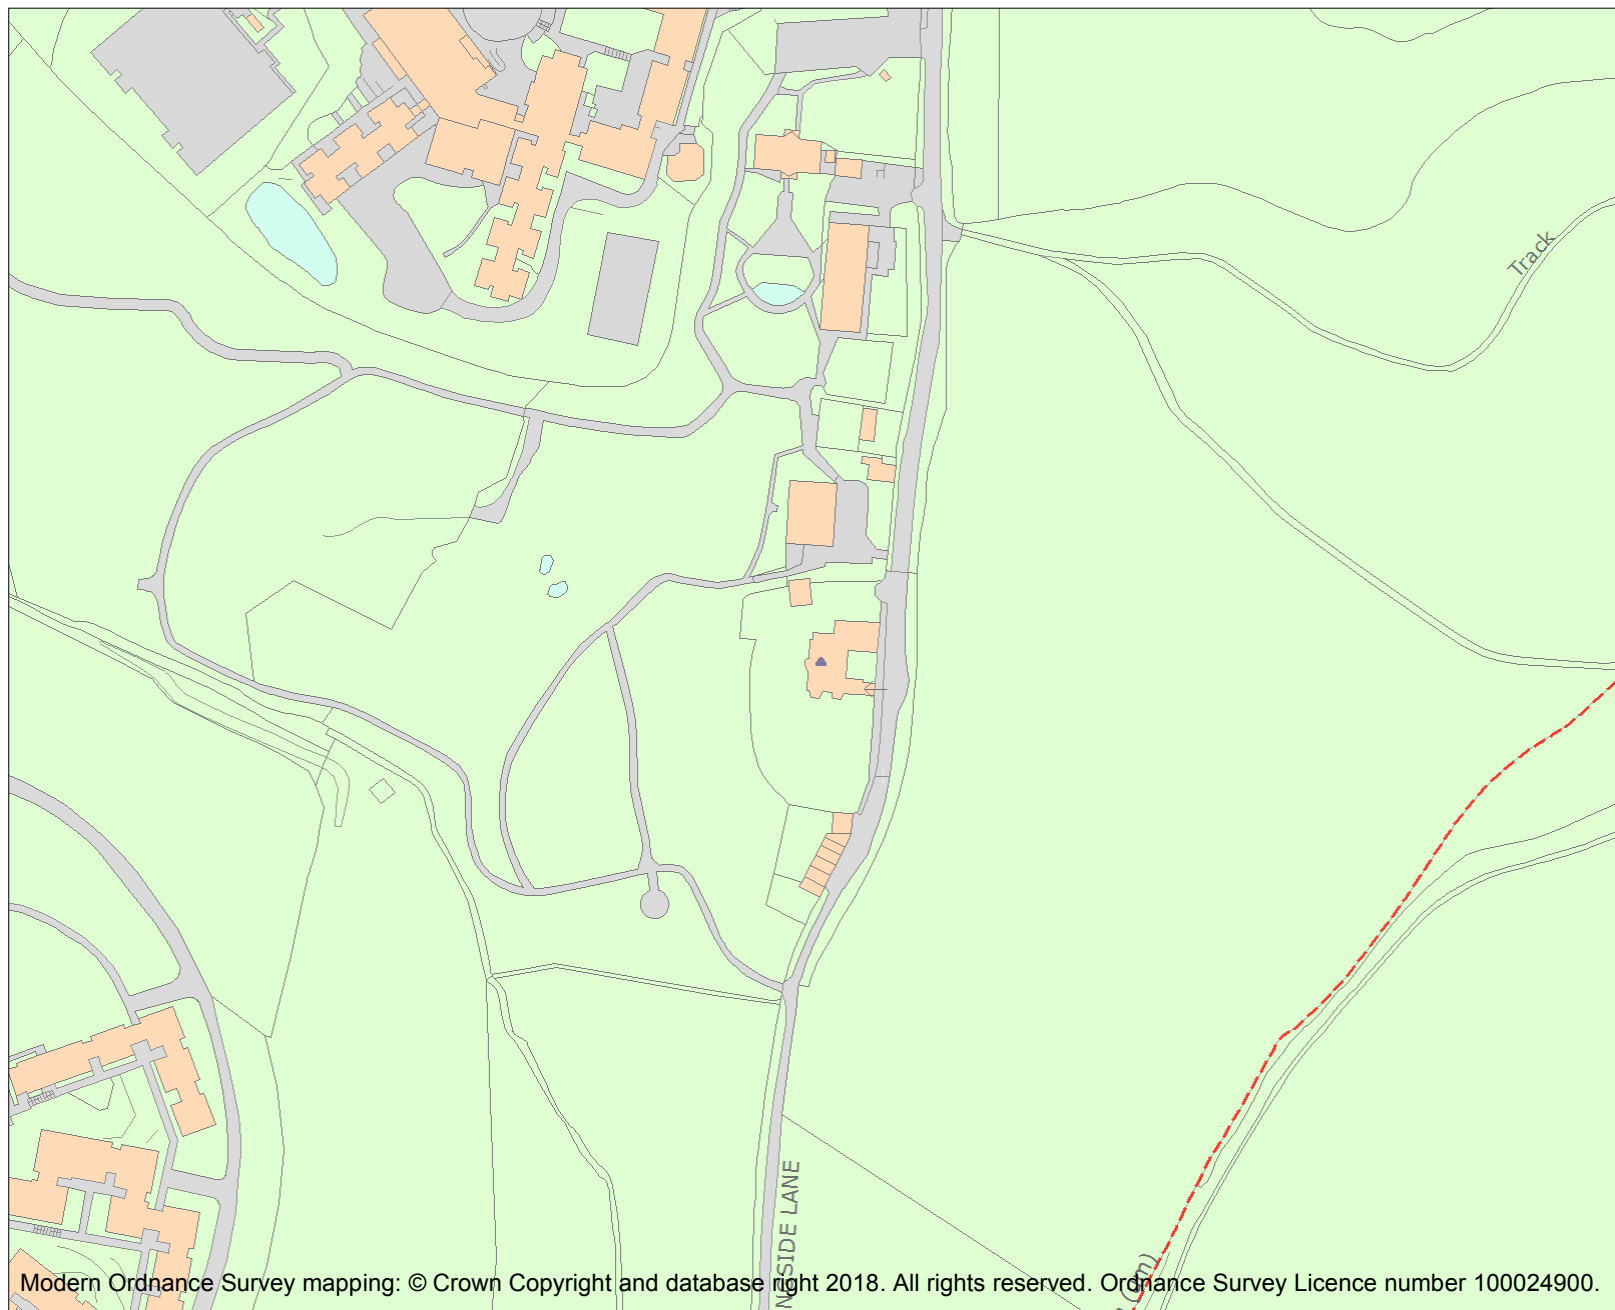 Track
SIDE LANE
Modern Ordnance Survey mapping: © Crown Copyright and database right 2018. All rights reserved. Ordnance Survey Licence number 100024900.